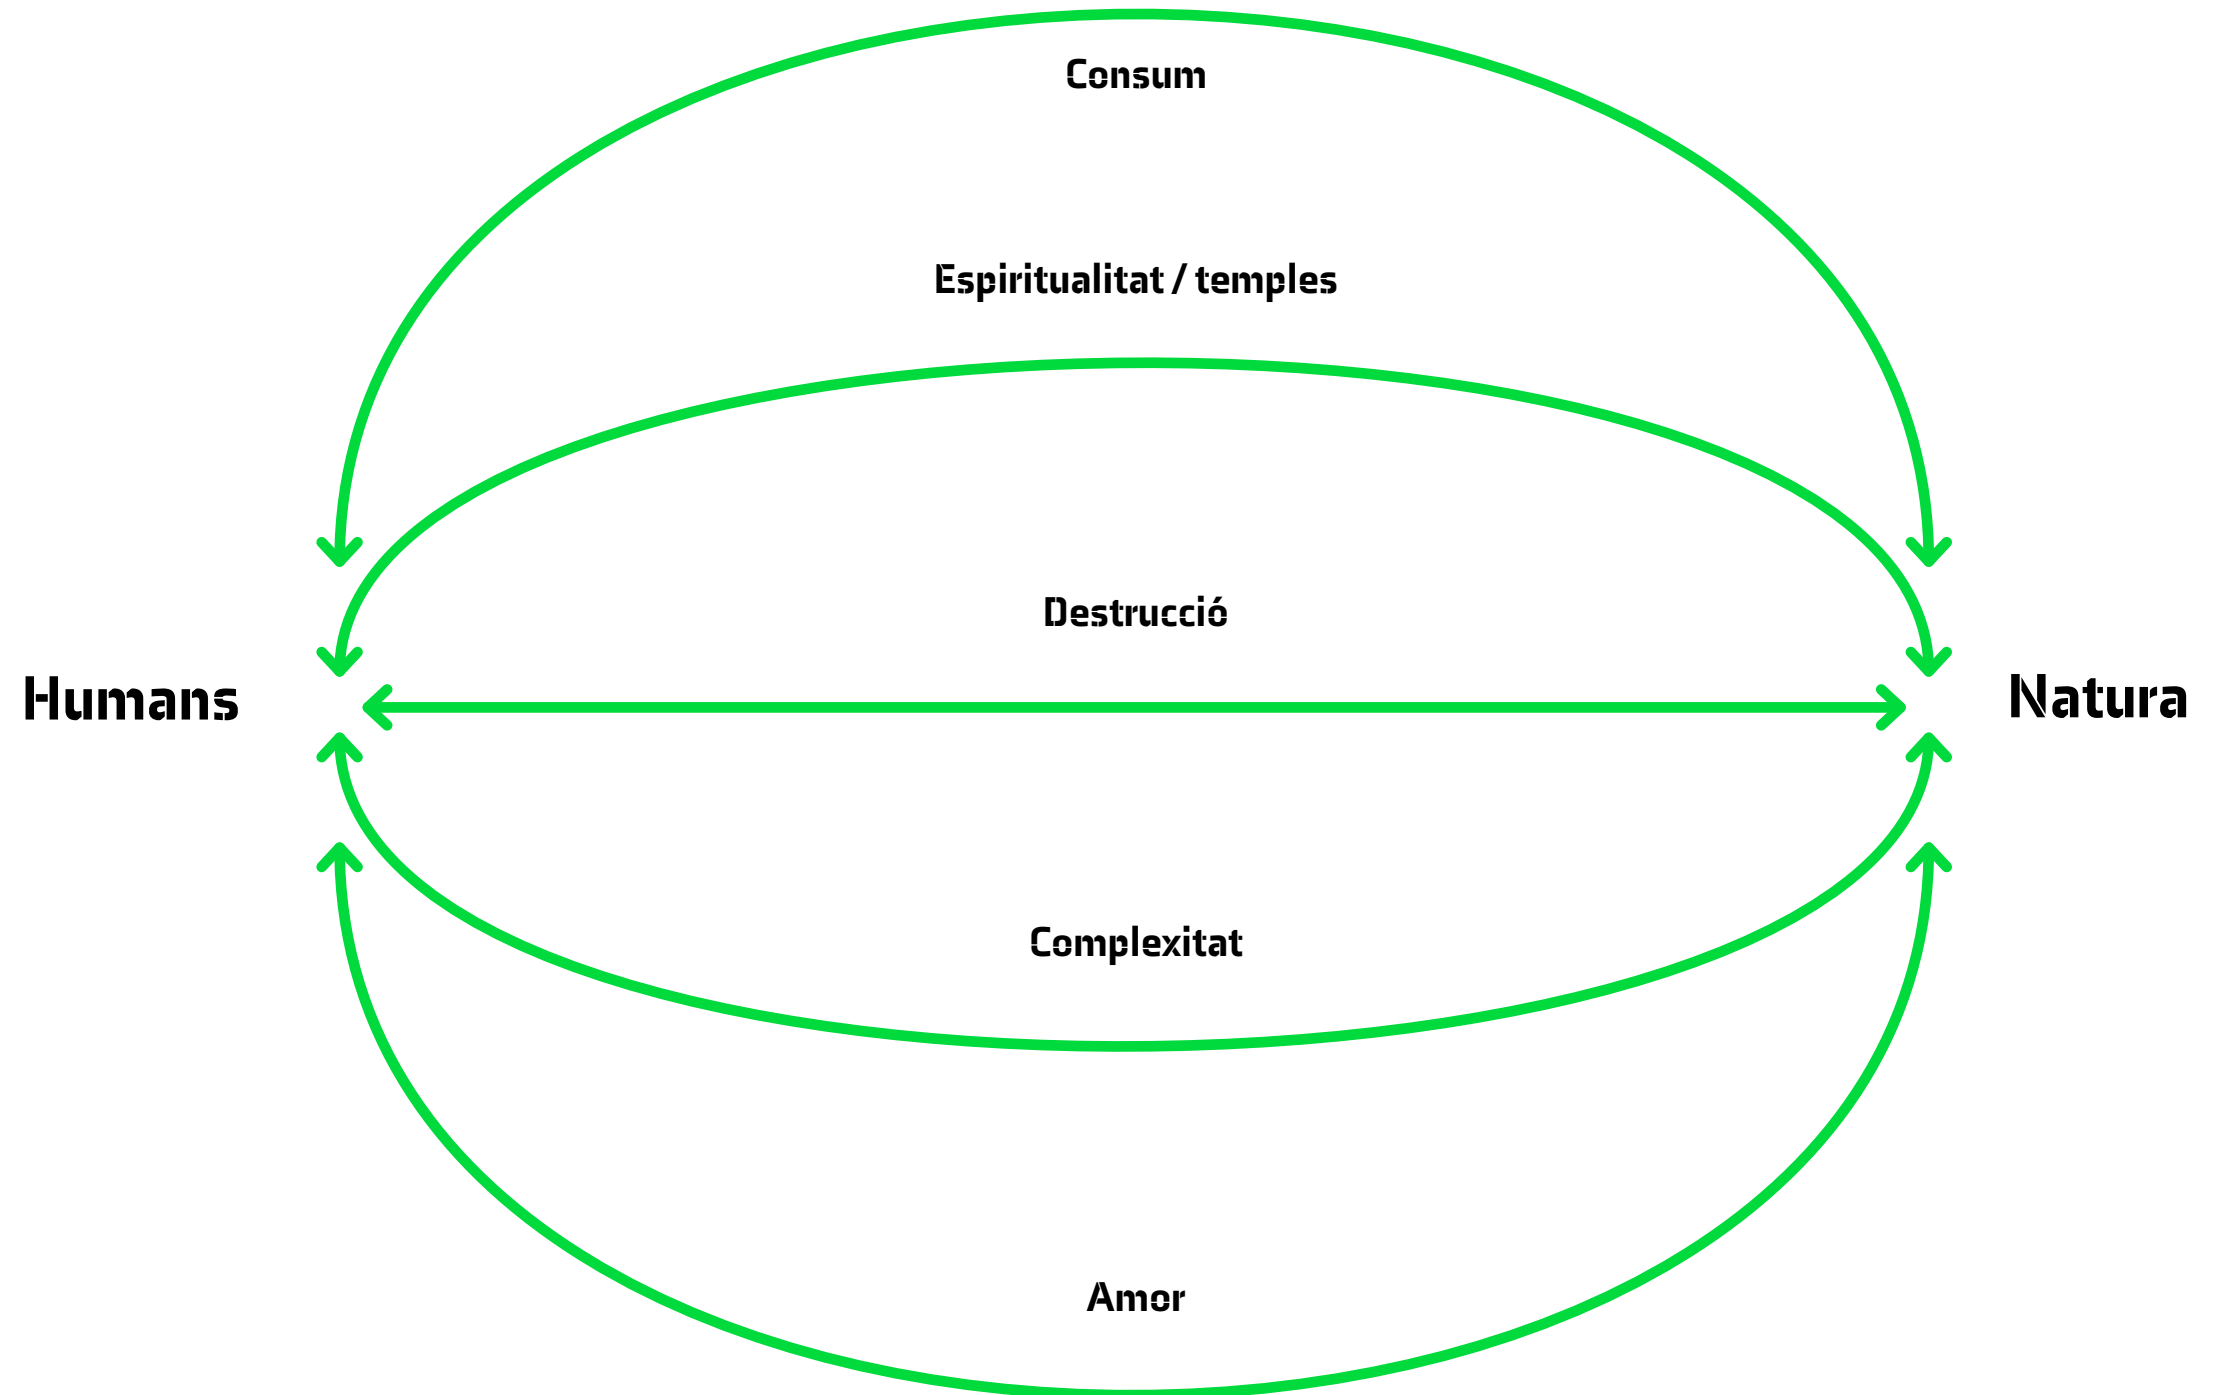 Consum
Espiritualitat / temples
Destrucció
Humans
Natura
Complexitat
Amor